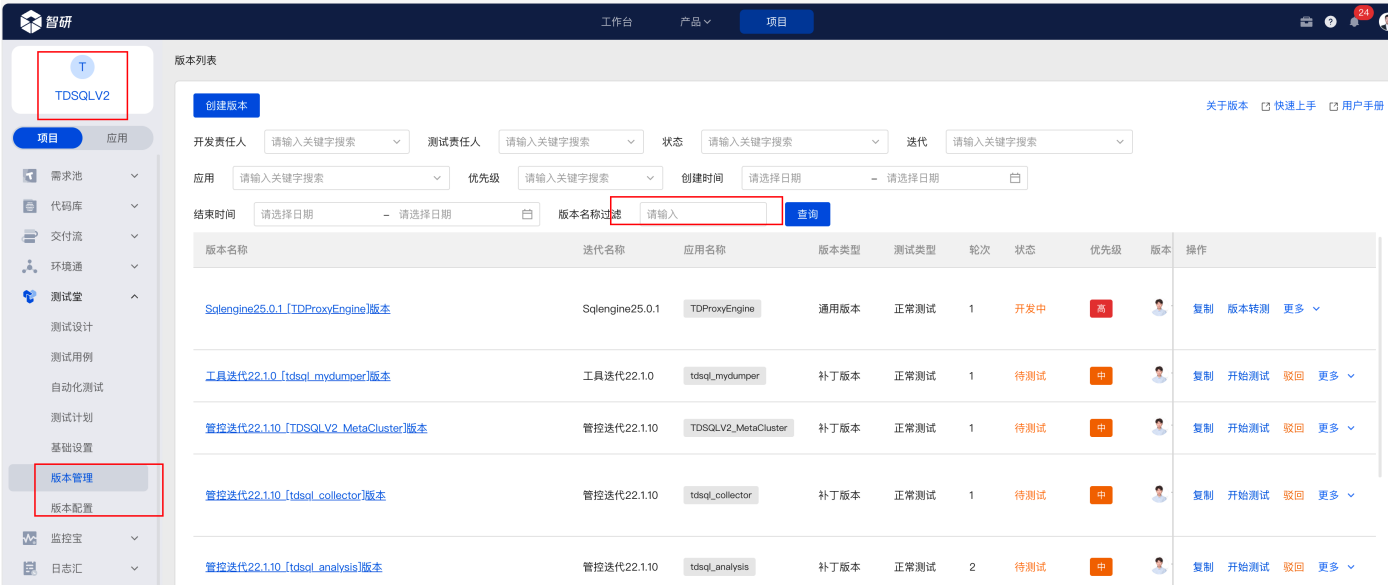 智研 工作台 产品 项目 24
T
TDSQLV2
项目 应用
需求池
代码库
交付流
环境通
测试堂
测试设计
测试用例
自动化测试
测试计划
基础设置
版本管理
版本配置
监控宝
日志汇
版本列表
创建版本 关于版本 快速上手 用户手册
开发责任人 请输入关键字搜索 测试责任人 请输入关键字搜索 状态 请输入关键字搜索 迭代 请输入关键字搜索
应用 请输入关键字搜索 优先级 请输入关键字搜索 创建时间 请选择日期 – 请选择日期
结束时间 请选择日期 – 请选择日期 版本名称过滤 请输入 查询
版本名称 迭代名称 应用名称 版本类型 测试类型 轮次 状态 优先级 版本 操作
Sqlengine25.0.1 [TDProxyEngine]版本 Sqlengine25.0.1 TDProxyEngine 通用版本 正常测试 1 开发中 高 复制 版本转测 更多
工具迭代22.1.0 [tdsql_mydumper]版本 工具迭代22.1.0 tdsql_mydumper 补丁版本 正常测试 1 待测试 中 复制 开始测试 驳回 更多
管控迭代22.1.10 [TDSQLV2_MetaCluster]版本 管控迭代22.1.10 TDSQLV2_MetaCluster 补丁版本 正常测试 1 待测试 中 复制 开始测试 驳回 更多
管控迭代22.1.10 [tdsql_collector]版本 管控迭代22.1.10 tdsql_collector 补丁版本 正常测试 1 待测试 中 复制 开始测试 驳回 更多
管控迭代22.1.10 [tdsql_analysis]版本 管控迭代22.1.10 tdsql_analysis 补丁版本 正常测试 2 待测试 中 复制 开始测试 驳回 更多